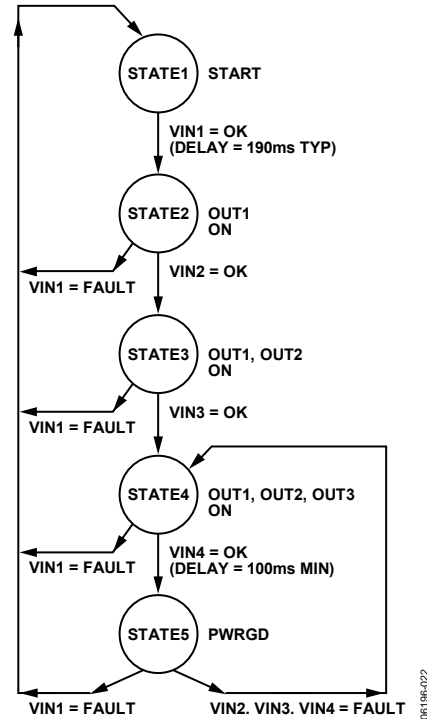 STATE1 START
VIN1 = OK
(DELAY = 190ms TYP)
STATE2 OUT1
ON
VIN1 = FAULT
VIN2 = OK
STATE3 OUT1, OUT2
ON
VIN1 = FAULT
VIN3 = OK
STATE4 OUT1, OUT2, OUT3
ON
VIN1 = FAULT
VIN4 = OK
(DELAY = 100ms MIN)
STATE5 PWRGD
VIN1 = FAULT
VIN2. VIN3. VIN4 = FAULT
06196-022